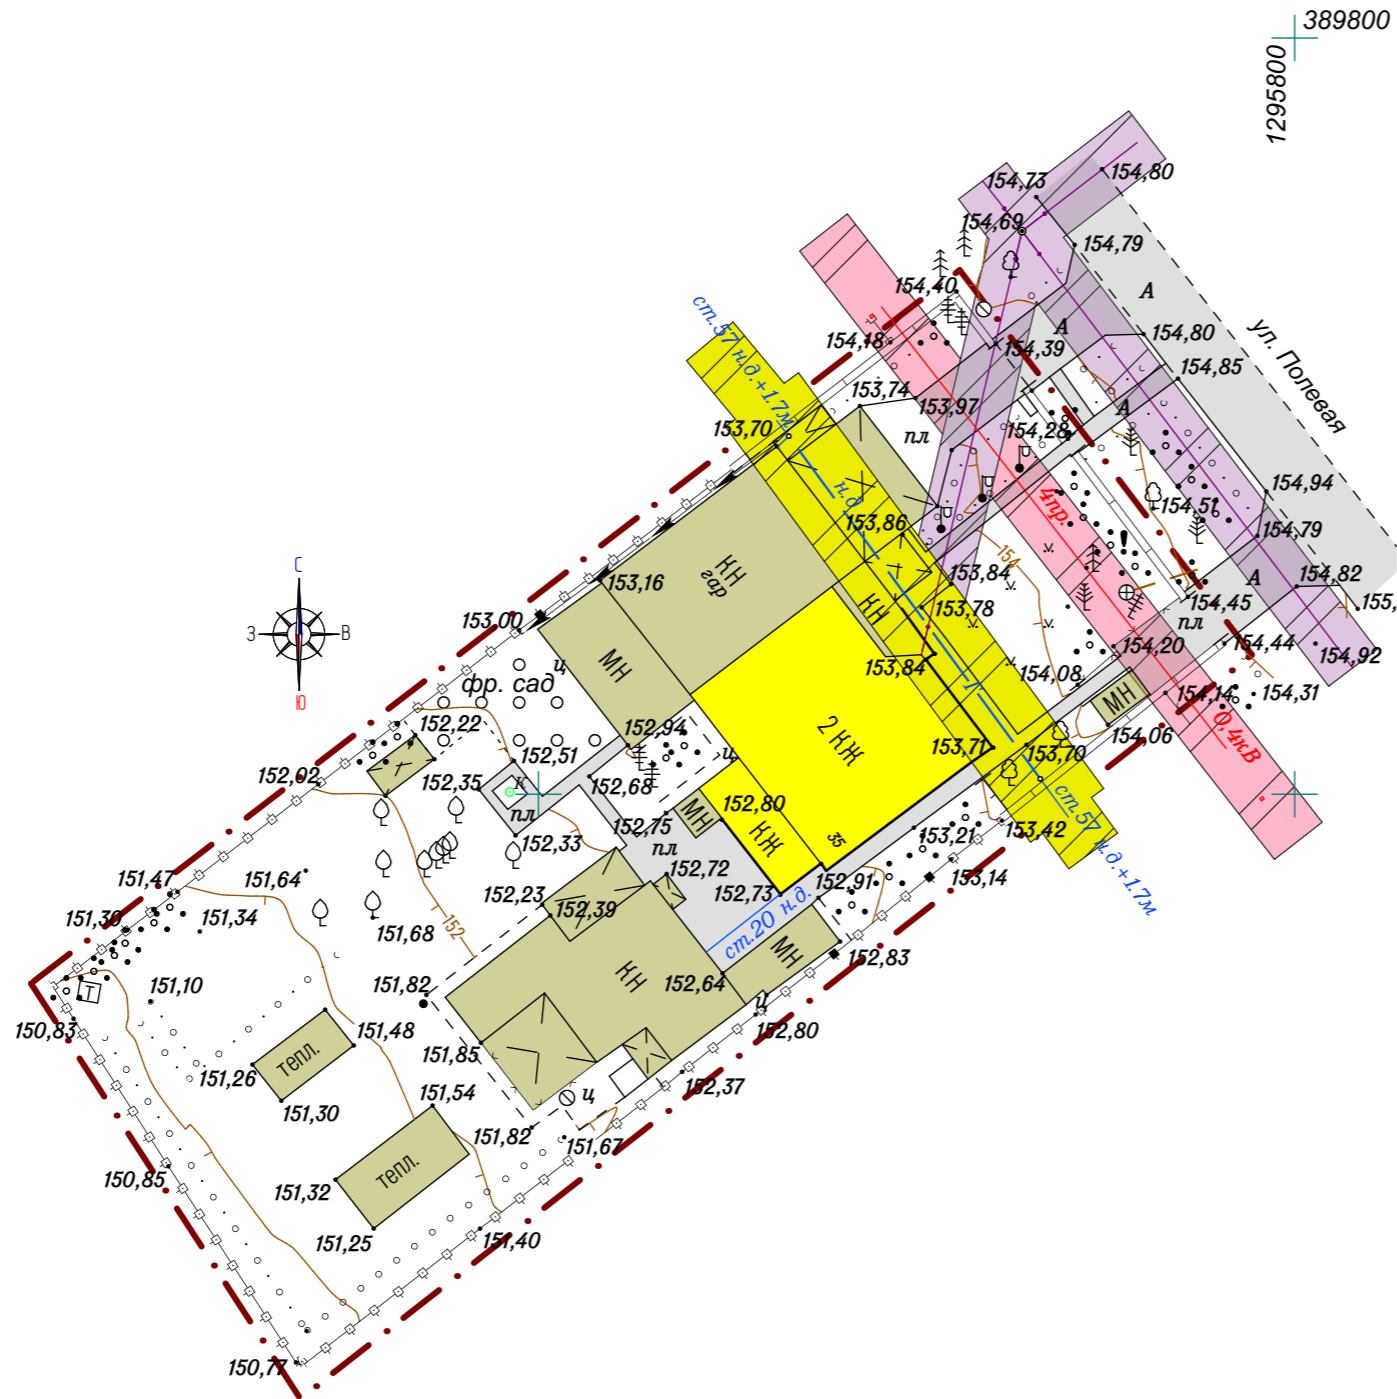 389800
1295800
154,73
154,80
154,69
154,79
154,40
А
ст.57 н.д.+1.7м
154,18
154,39
А
154,80
ул. Полевая
154,85
153,74
153,97
А
153,70
пл
154,28
н.д.
4пр.
154,94
154,51
153,86
154,79
КН
гар
154
153,16
153,84
А
154,82
КН
153,78
154,45
155,
С
153,00
пл
З
В
МН
ц
153,84
154,20
154,44
154,92
фр. сад
154,08
Г
МН
154,14
154,31
Ю
152,22
152,94
2 КЖ
153,71
153,70
154,06
0,4кВ
152,51
ц
152,02
152,35
К
152,68
пл
МН
152,80
ст.57 н.д.+1.7м
152,33
152,75
КЖ
35
153,21
153,42
пл
151,47
151,64
152,72
152,91
153,14
152,23
152,73
151,30
151,34
152,39
151,68
152
ст.20 н.д.
МН
152,83
151,10
151,82
КН
152,64
Т
ц
150,83
151,48
152,80
151,85
тепл.
151,26
151,30
151,54
152,37
ц
151,82
151,67
150,85
151,32
тепл.
151,25
151,40
150,77